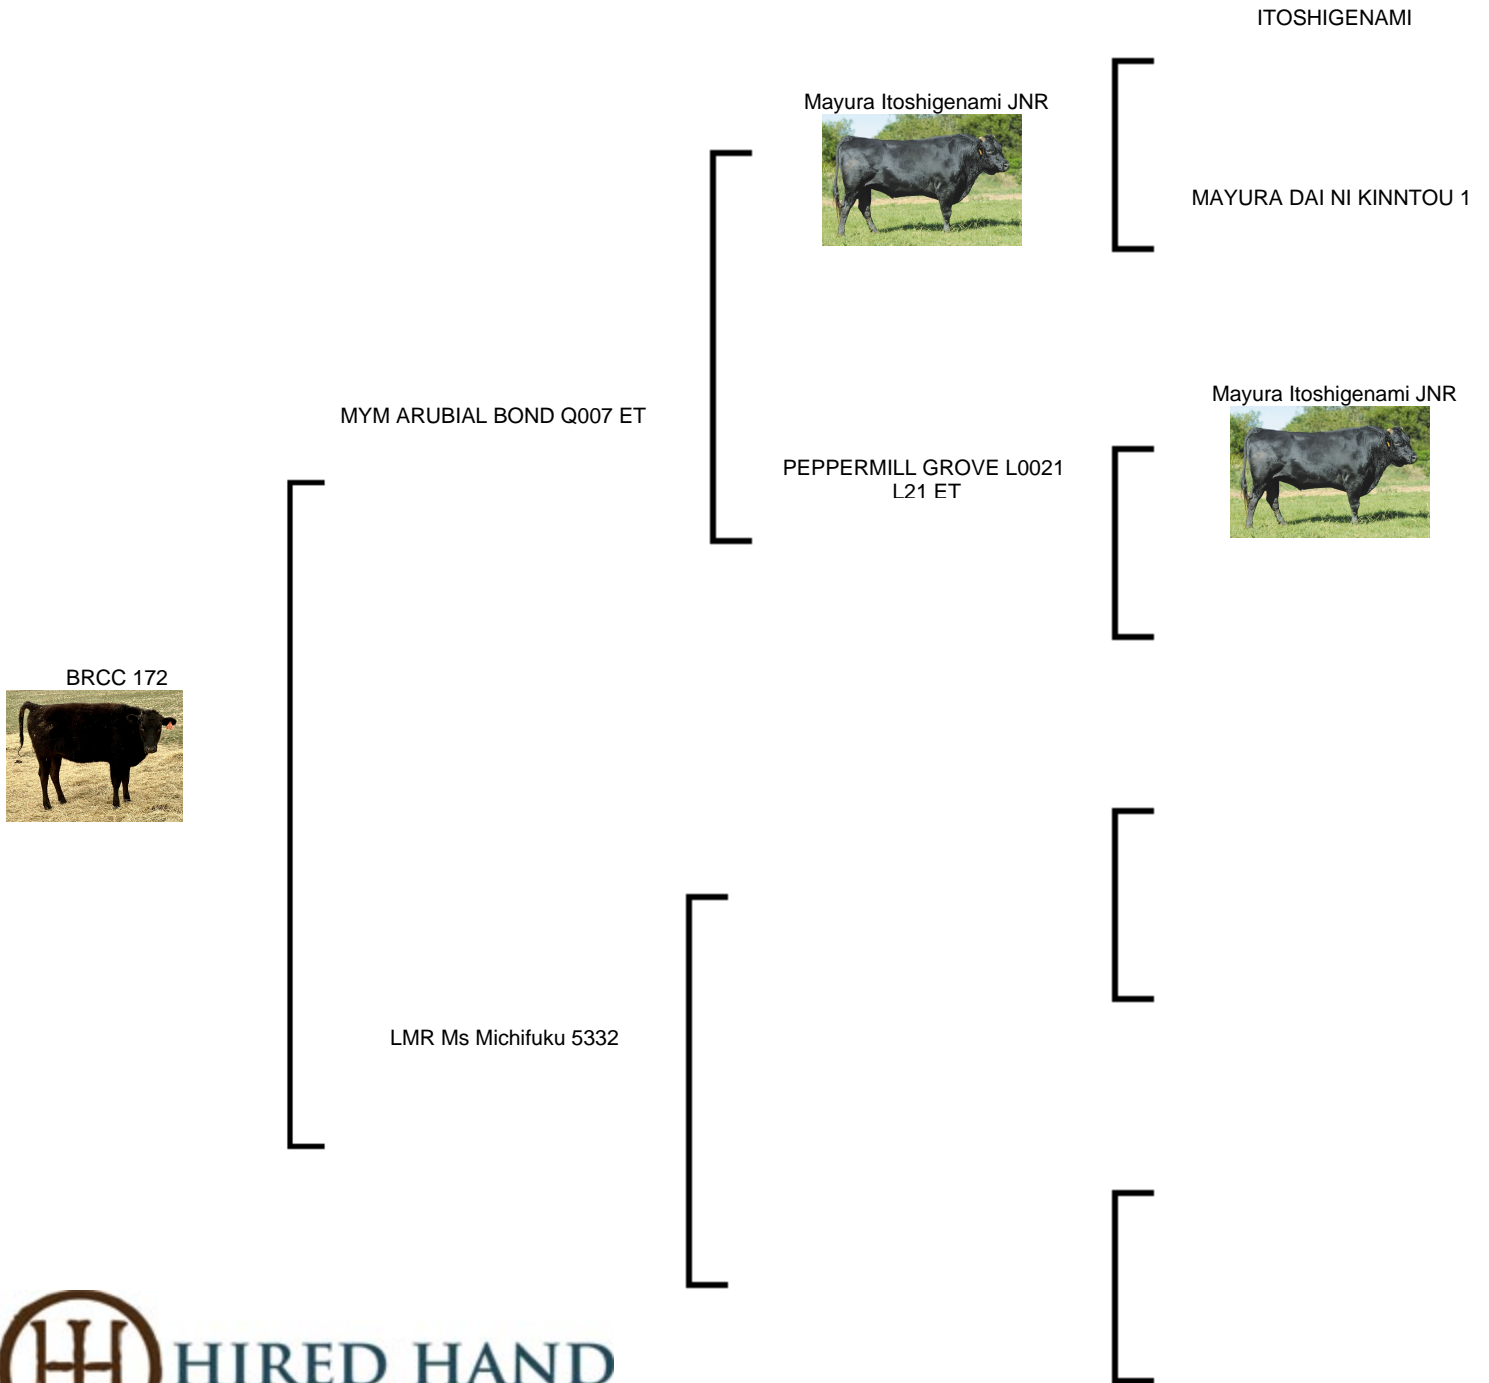 ITOSHIGENAMI
Mayura Itoshigenami JNR
MAYURA DAI NI KINNTOU 1
Mayura Itoshigenami JNR
MYM ARUBIAL BOND Q007 ET
PEPPERMILL GROVE L0021
L21 ET
BRCC 172
LMR Ms Michifuku 5332
HIRED HAND